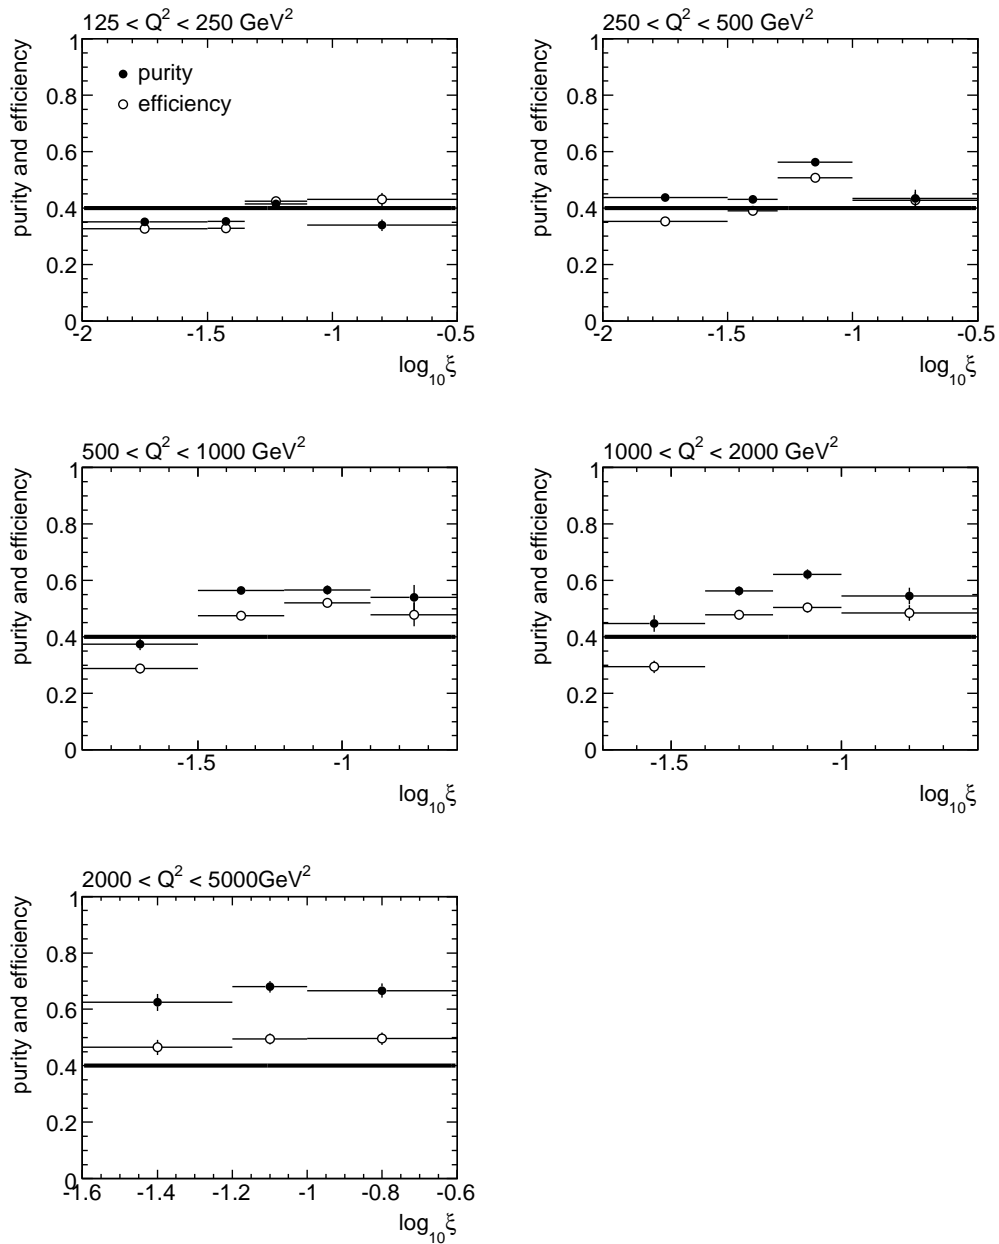 125 < Q² < 250 GeV²
purity and efficiency
1
0.8
0.6
0.4
0.2
0
purity
efficiency
-2 -1.5 -1 -0.5
log₁₀ξ
250 < Q² < 500 GeV²
purity and efficiency
1
0.8
0.6
0.4
0.2
0
-2 -1.5 -1 -0.5
log₁₀ξ
500 < Q² < 1000 GeV²
purity and efficiency
1
0.8
0.6
0.4
0.2
0
-1.5 -1
log₁₀ξ
1000 < Q² < 2000 GeV²
purity and efficiency
1
0.8
0.6
0.4
0.2
0
-1.5 -1
log₁₀ξ
2000 < Q² < 5000GeV²
purity and efficiency
1
0.8
0.6
0.4
0.2
0
-1.6 -1.4 -1.2 -1 -0.8 -0.6
log₁₀ξ